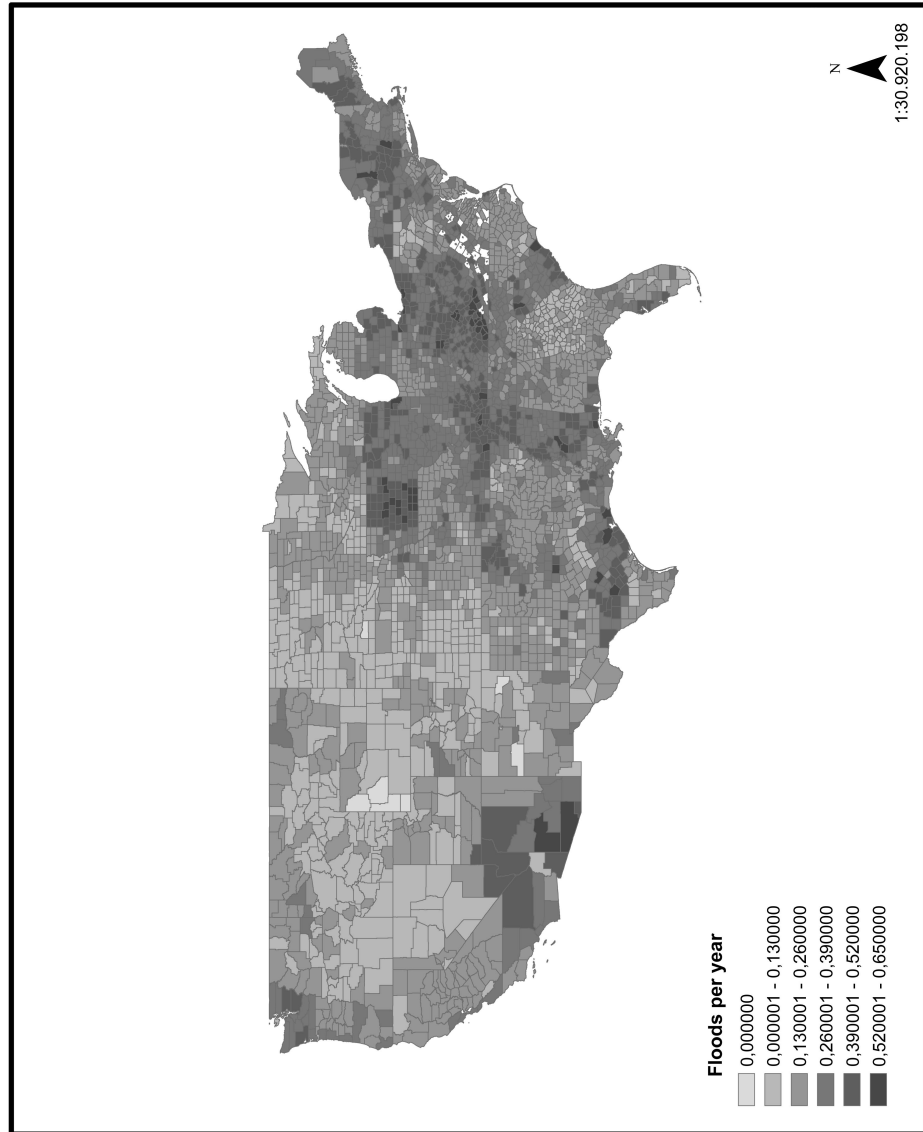 N
1:30.920.198
Floods per year
0,000000
0,000001 - 0,130000
0,130001 - 0,260000
0,260001 - 0,390000
0,390001 - 0,520000
0,520001 - 0,650000